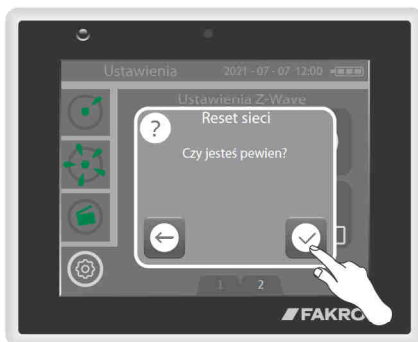 Ustawienia 2021-07-07 12:00
Ustawienia Z-Wave
?
Reset sieci
Czy jesteś pewien?
1 2
FAKRO